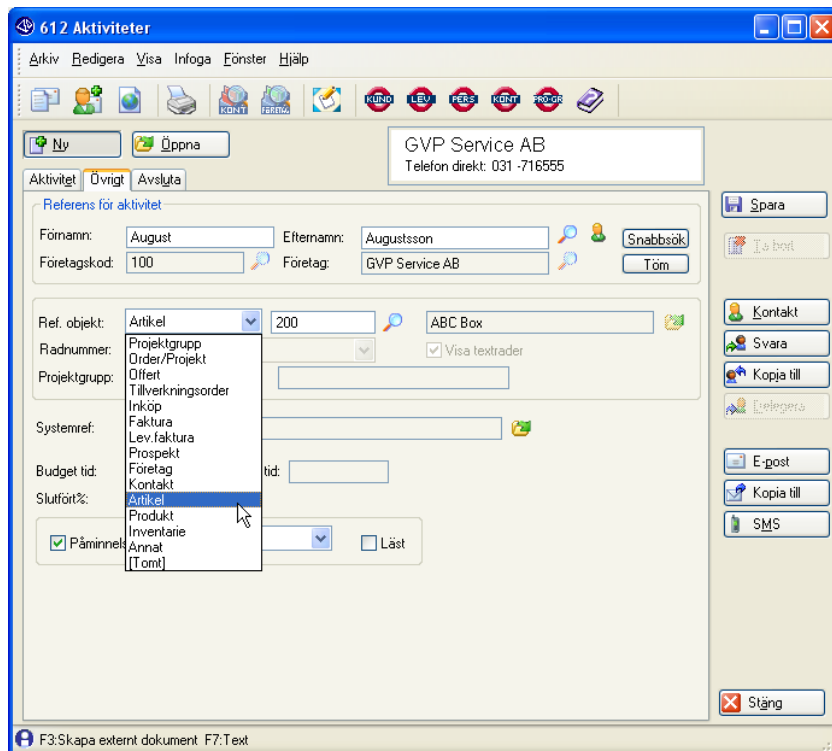 612 Aktiviteter
Arkiv Redigera Visa Infoga Fönster Hjälp
KONT FÖRETAG KUND LEV PERS KONT PRO-GR
Ny Öppna
GVP Service AB
Telefon direkt: 031 -716555
Aktivitet Övrigt Avsluta
Referens för aktivitet
Förnamn: August Efternamn: Augustsson Snabbsök
Företagskod: 100 Företag: GVP Service AB Töm
Ref. objekt: Artikel 200 ABC Box
Radnummer: Visa textrader
Projektgrupp:
Projektgrupp
Order/Projekt
Offert
Tillverkningsorder
Inköp
Faktura
Lev.faktura
Prospekt
Företag
Kontakt
Artikel
Produkt
Inventarie
Annat
[Tomt]
Systemref:
Budget tid: tid:
Slutfört%:
Påminnels Läst
Spara
Ta bort
Kontakt
Svara
Kopia till
Delegera
E-post
Kopia till
SMS
Stäng
F3:Skapa externt dokument F7:Text